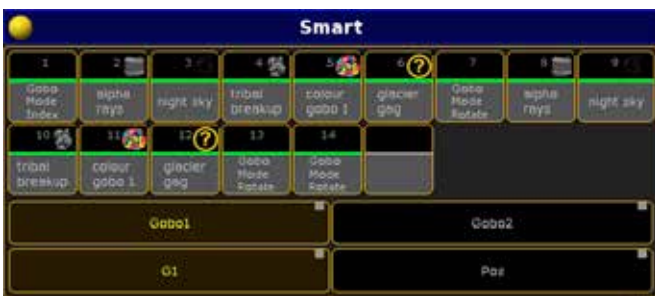 Smart
1
2
3
4
5
6
7
8
9
Gobo Mode Index
alpha rays
night sky
tribal breakup
colour gobo 1
glacier gag
Gobo Mode Rotate
alpha rays
night sky
10
11
12
13
14
tribal breakup
colour gobo 1
glacier gag
Gobo Mode Rotate
Gobo Mode Rotate
Gobo1
Gobo2
G1
Pos